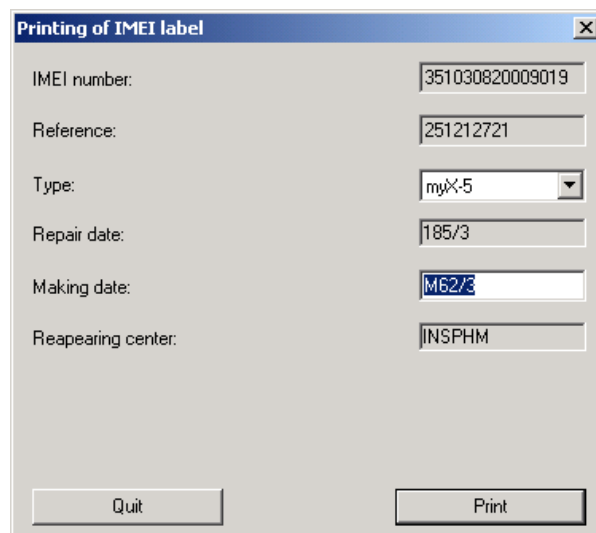 Printing of IMEI label
IMEI number: 351030820009019
Reference: 251212721
Type: myX-5
Repair date: 185/3
Making date: M62/3
Reapearing center: INSPHM
Quit Print